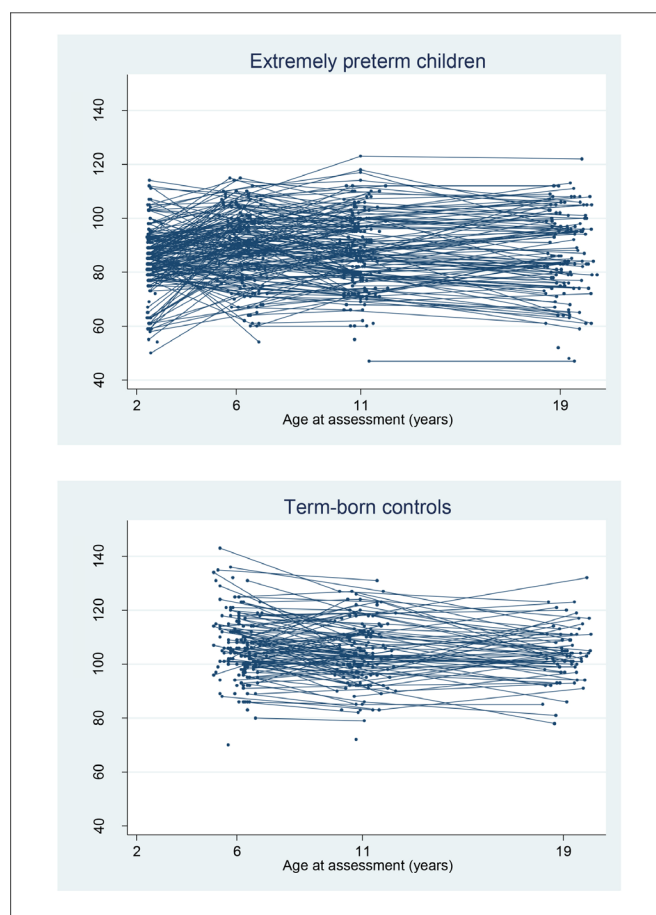 Extremely preterm children
140
120
100
80
60
40
2 6 11 19
Age at assessment (years)
Term-born controls
140
120
100
80
60
40
2 6 11 19
Age at assessment (years)